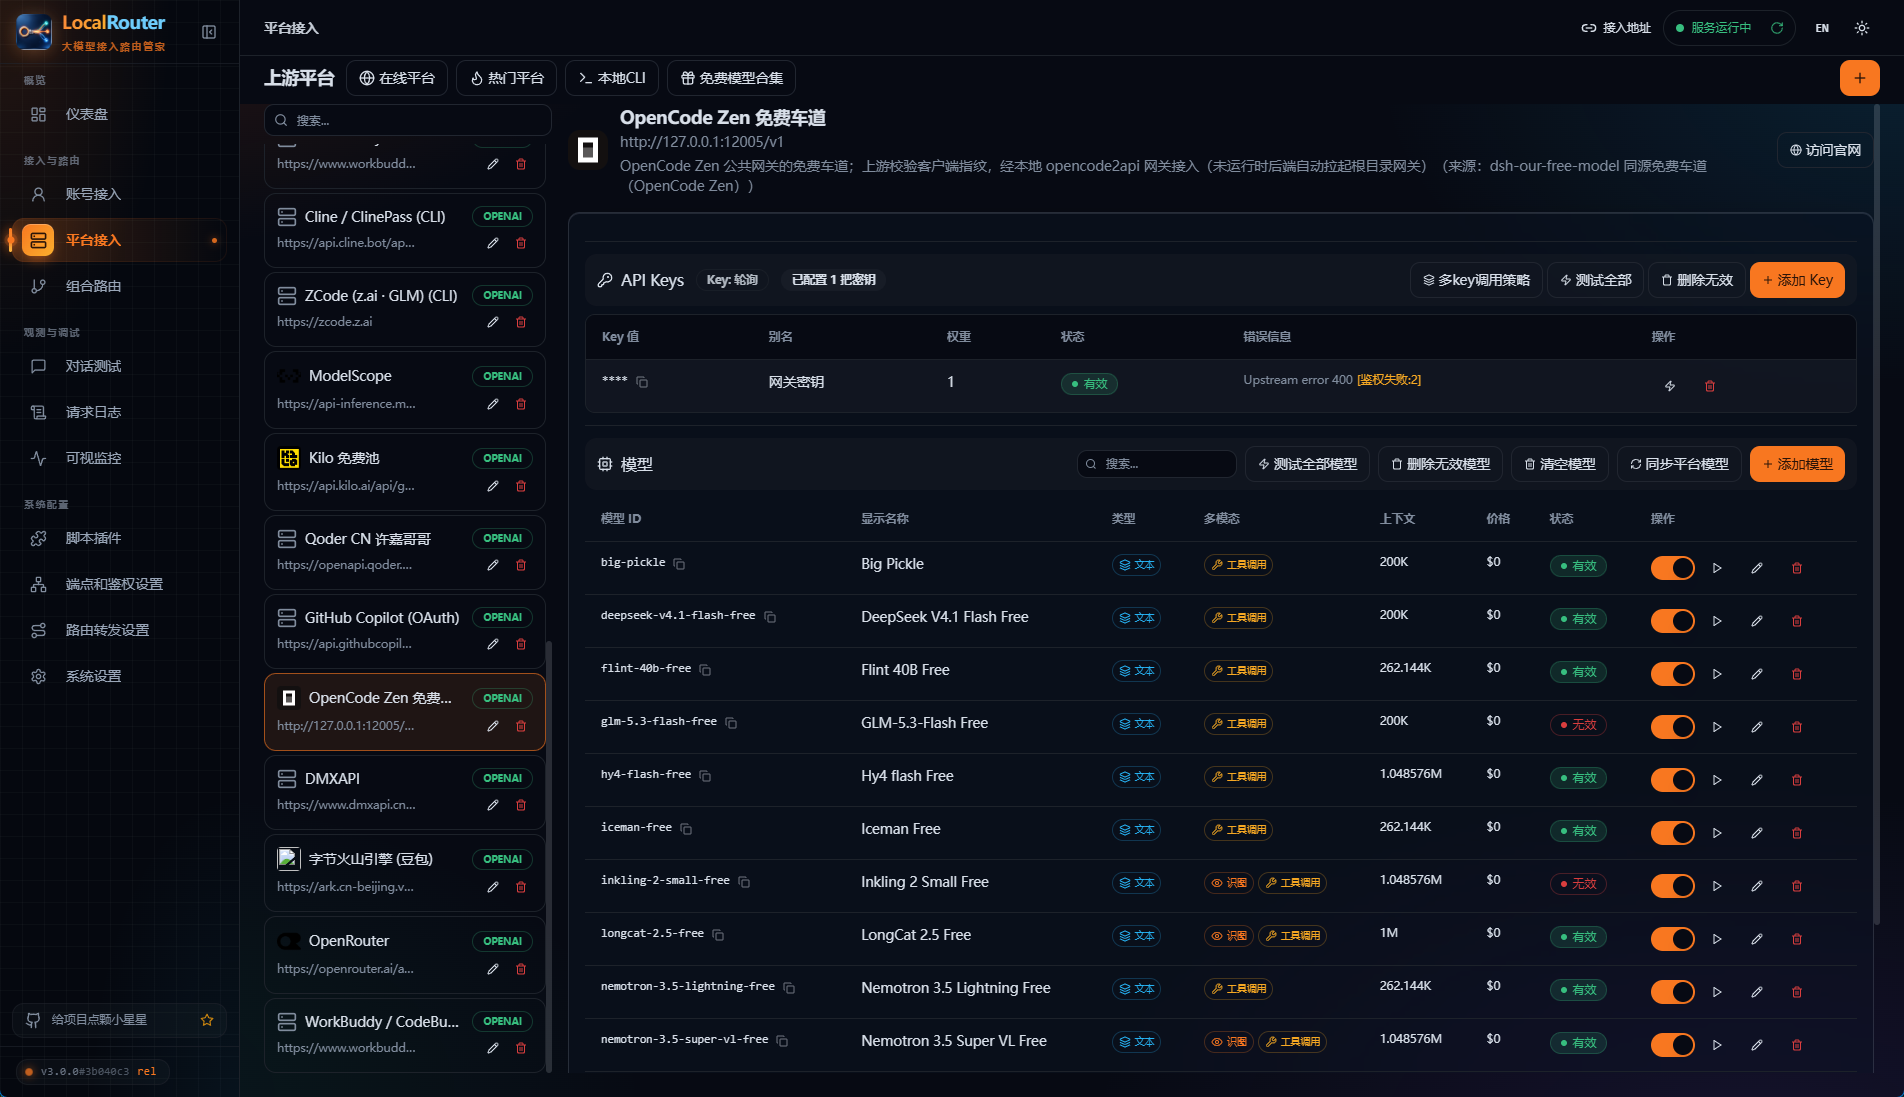 LocalRouter
大模型接入路由管家
概览
仪表盘
接入与路由
账号接入
平台接入
组合路由
观测与调试
对话测试
请求日志
可视监控
系统配置
脚本插件
端点和鉴权设置
路由转发设置
系统设置
给项目点颗小星星
v3.0.0#3b040c3 rel
平台接入
接入地址
服务运行中
EN
上游平台
在线平台
热门平台
本地CLI
免费模型合集
搜索...
https://www.workbudd...
Cline / ClinePass (CLI) OPENAI
https://api.cline.bot/ap...
ZCode (z.ai · GLM) (CLI) OPENAI
https://zcode.z.ai
ModelScope OPENAI
https://api-inference.m...
Kilo 免费池 OPENAI
https://api.kilo.ai/api/g...
Qoder CN 许嘉哥哥 OPENAI
https://openapi.qoder....
GitHub Copilot (OAuth) OPENAI
https://api.githubcopil...
OpenCode Zen 免费... OPENAI
http://127.0.0.1:12005/...
DMXAPI OPENAI
https://www.dmxapi.cn...
字节火山引擎 (豆包) OPENAI
https://ark.cn-beijing.v...
OpenRouter OPENAI
https://openrouter.ai/a...
WorkBuddy / CodeBu... OPENAI
https://www.workbudd...
OpenCode Zen 免费车道
http://127.0.0.1:12005/v1
OpenCode Zen 公共网关的免费车道；上游校验客户端指纹，经本地 opencode2api 网关接入（未运行时后端自动拉起根目录网关）（来源：dsh-our-free-model 同源免费车道
（OpenCode Zen））
访问官网
API Keys Key: 轮询 已配置 1 把密钥 多key调用策略 测试全部 删除无效 + 添加 Key
Key 值 别名 权重 状态 错误信息 操作
**** 网关密钥 1 有效 Upstream error 400 [鉴权失败:2]
模型 搜索... 测试全部模型 删除无效模型 清空模型 同步平台模型 + 添加模型
模型 ID 显示名称 类型 多模态 上下文 价格 状态 操作
big-pickle Big Pickle 文本 工具调用 200K $0 有效
deepseek-v4.1-flash-free DeepSeek V4.1 Flash Free 文本 工具调用 200K $0 有效
flint-40b-free Flint 40B Free 文本 工具调用 262.144K $0 有效
glm-5.3-flash-free GLM-5.3-Flash Free 文本 工具调用 200K $0 无效
hy4-flash-free Hy4 flash Free 文本 工具调用 1.048576M $0 有效
iceman-free Iceman Free 文本 工具调用 262.144K $0 有效
inkling-2-small-free Inkling 2 Small Free 文本 识图 工具调用 1.048576M $0 无效
longcat-2.5-free LongCat 2.5 Free 文本 识图 工具调用 1M $0 有效
nemotron-3.5-lightning-free Nemotron 3.5 Lightning Free 文本 工具调用 262.144K $0 有效
nemotron-3.5-super-vl-free Nemotron 3.5 Super VL Free 文本 识图 工具调用 1.048576M $0 有效